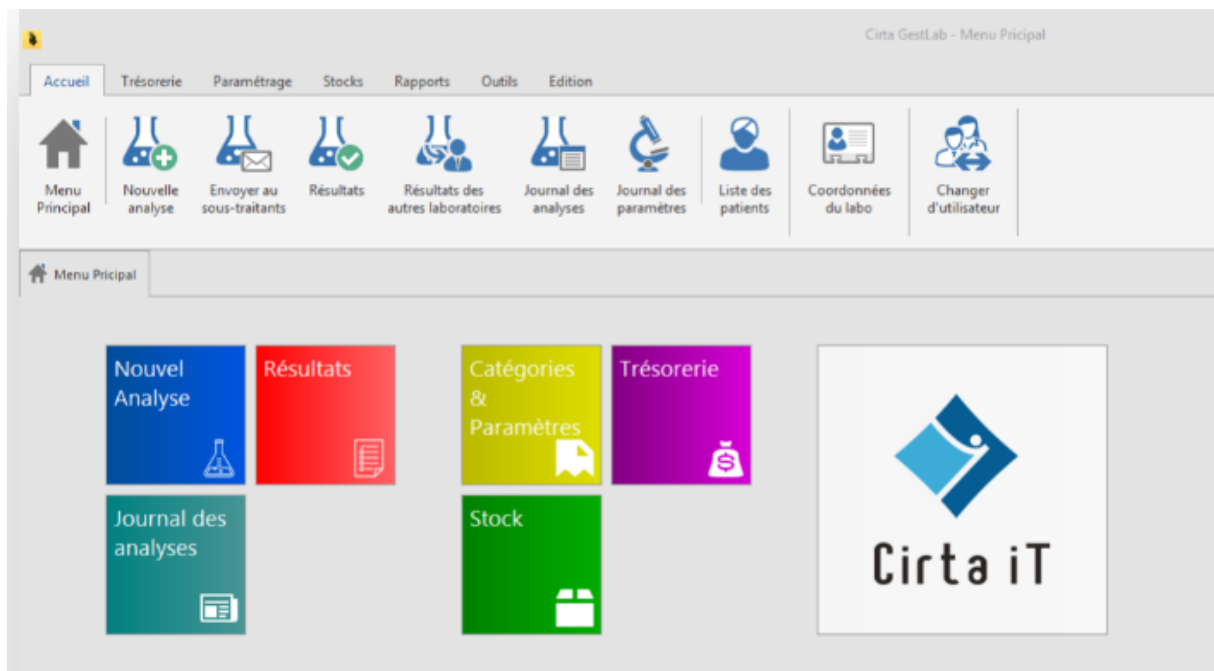 Cirta GestLab - Menu Pricipal
Accueil Trésorerie Paramétrage Stocks Rapports Outils Edition
Menu
Principal
Nouvelle
analyse
Envoyer au
sous-traitants
Résultats
Résultats des
autres laboratoires
Journal des
analyses
Journal des
paramètres
Liste des
patients
Coordonnées
du labo
Changer
d'utilisateur
Menu Pricipal
Nouvel
Analyse
Résultats
Catégories
&
Paramètres
Trésorerie
$
Journal des
analyses
Stock
Cirta iT